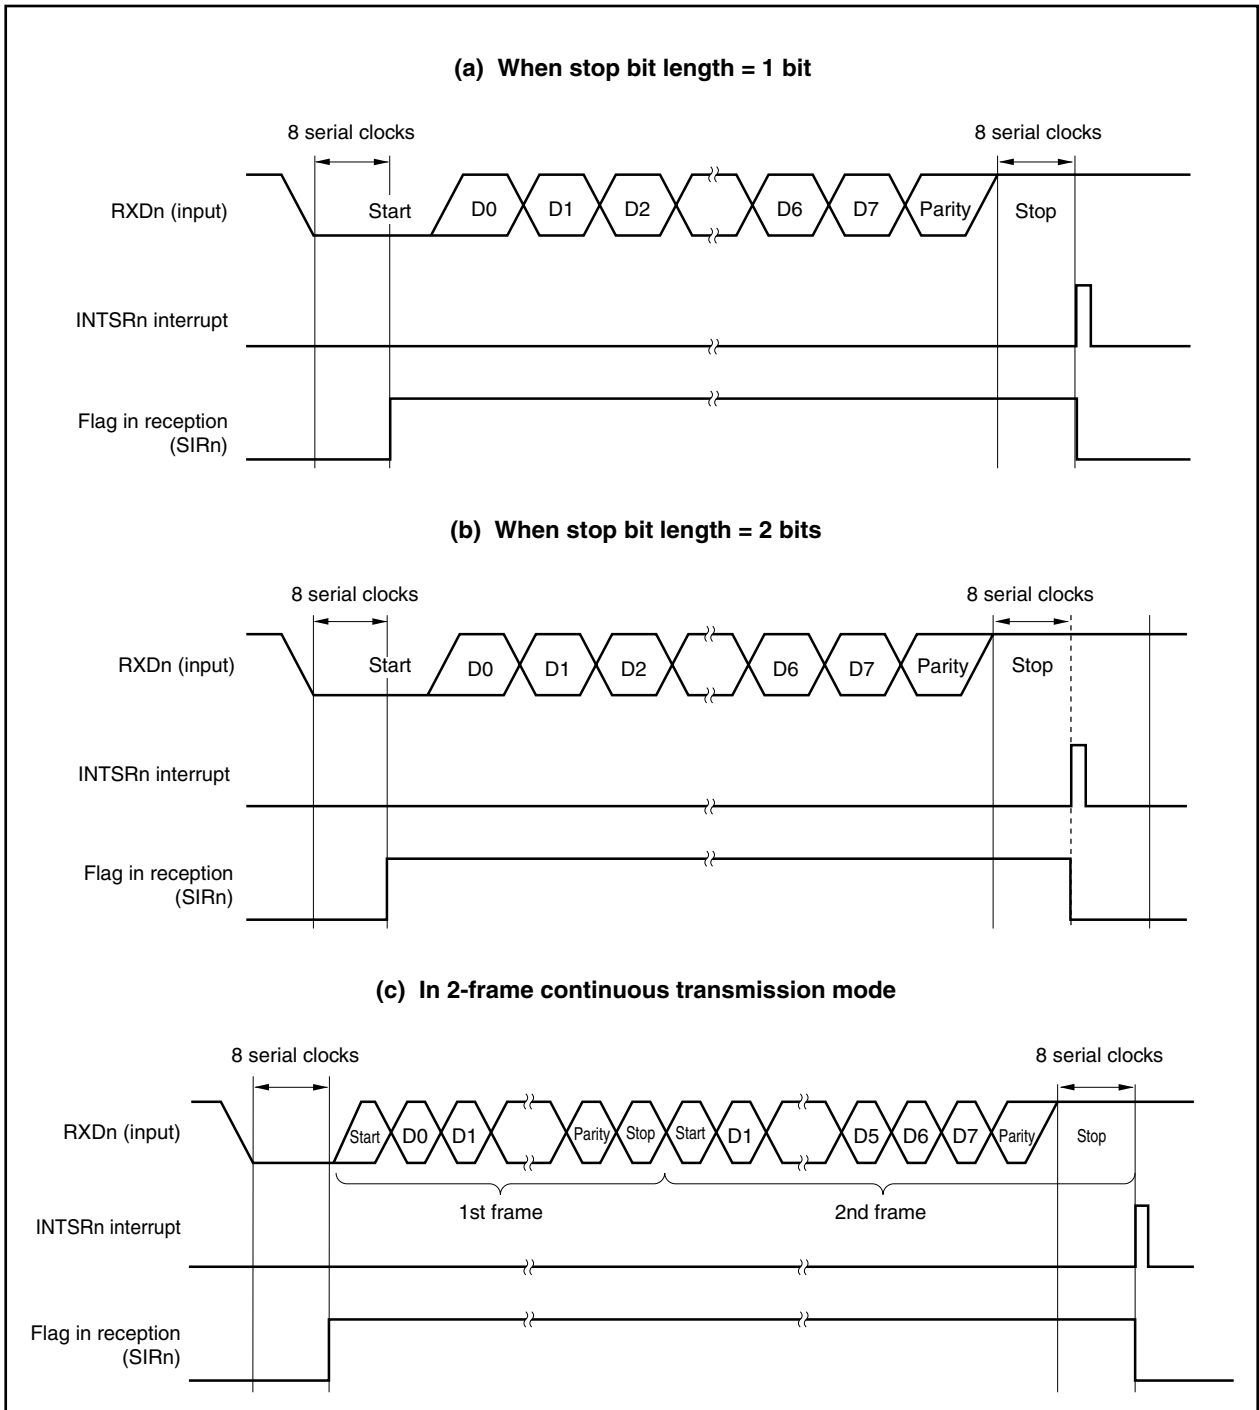 (a) When stop bit length = 1 bit
8 serial clocks 8 serial clocks
RXDn (input) Start D0 D1 D2 D6 D7 Parity Stop
INTSRn interrupt
Flag in reception
(SIRn)
(b) When stop bit length = 2 bits
8 serial clocks 8 serial clocks
RXDn (input) Start D0 D1 D2 D6 D7 Parity Stop
INTSRn interrupt
Flag in reception
(SIRn)
(c) In 2-frame continuous transmission mode
8 serial clocks 8 serial clocks
RXDn (input) Start D0 D1 Parity Stop Start D1 D5 D6 D7 Parity Stop
1st frame 2nd frame
INTSRn interrupt
Flag in reception
(SIRn)